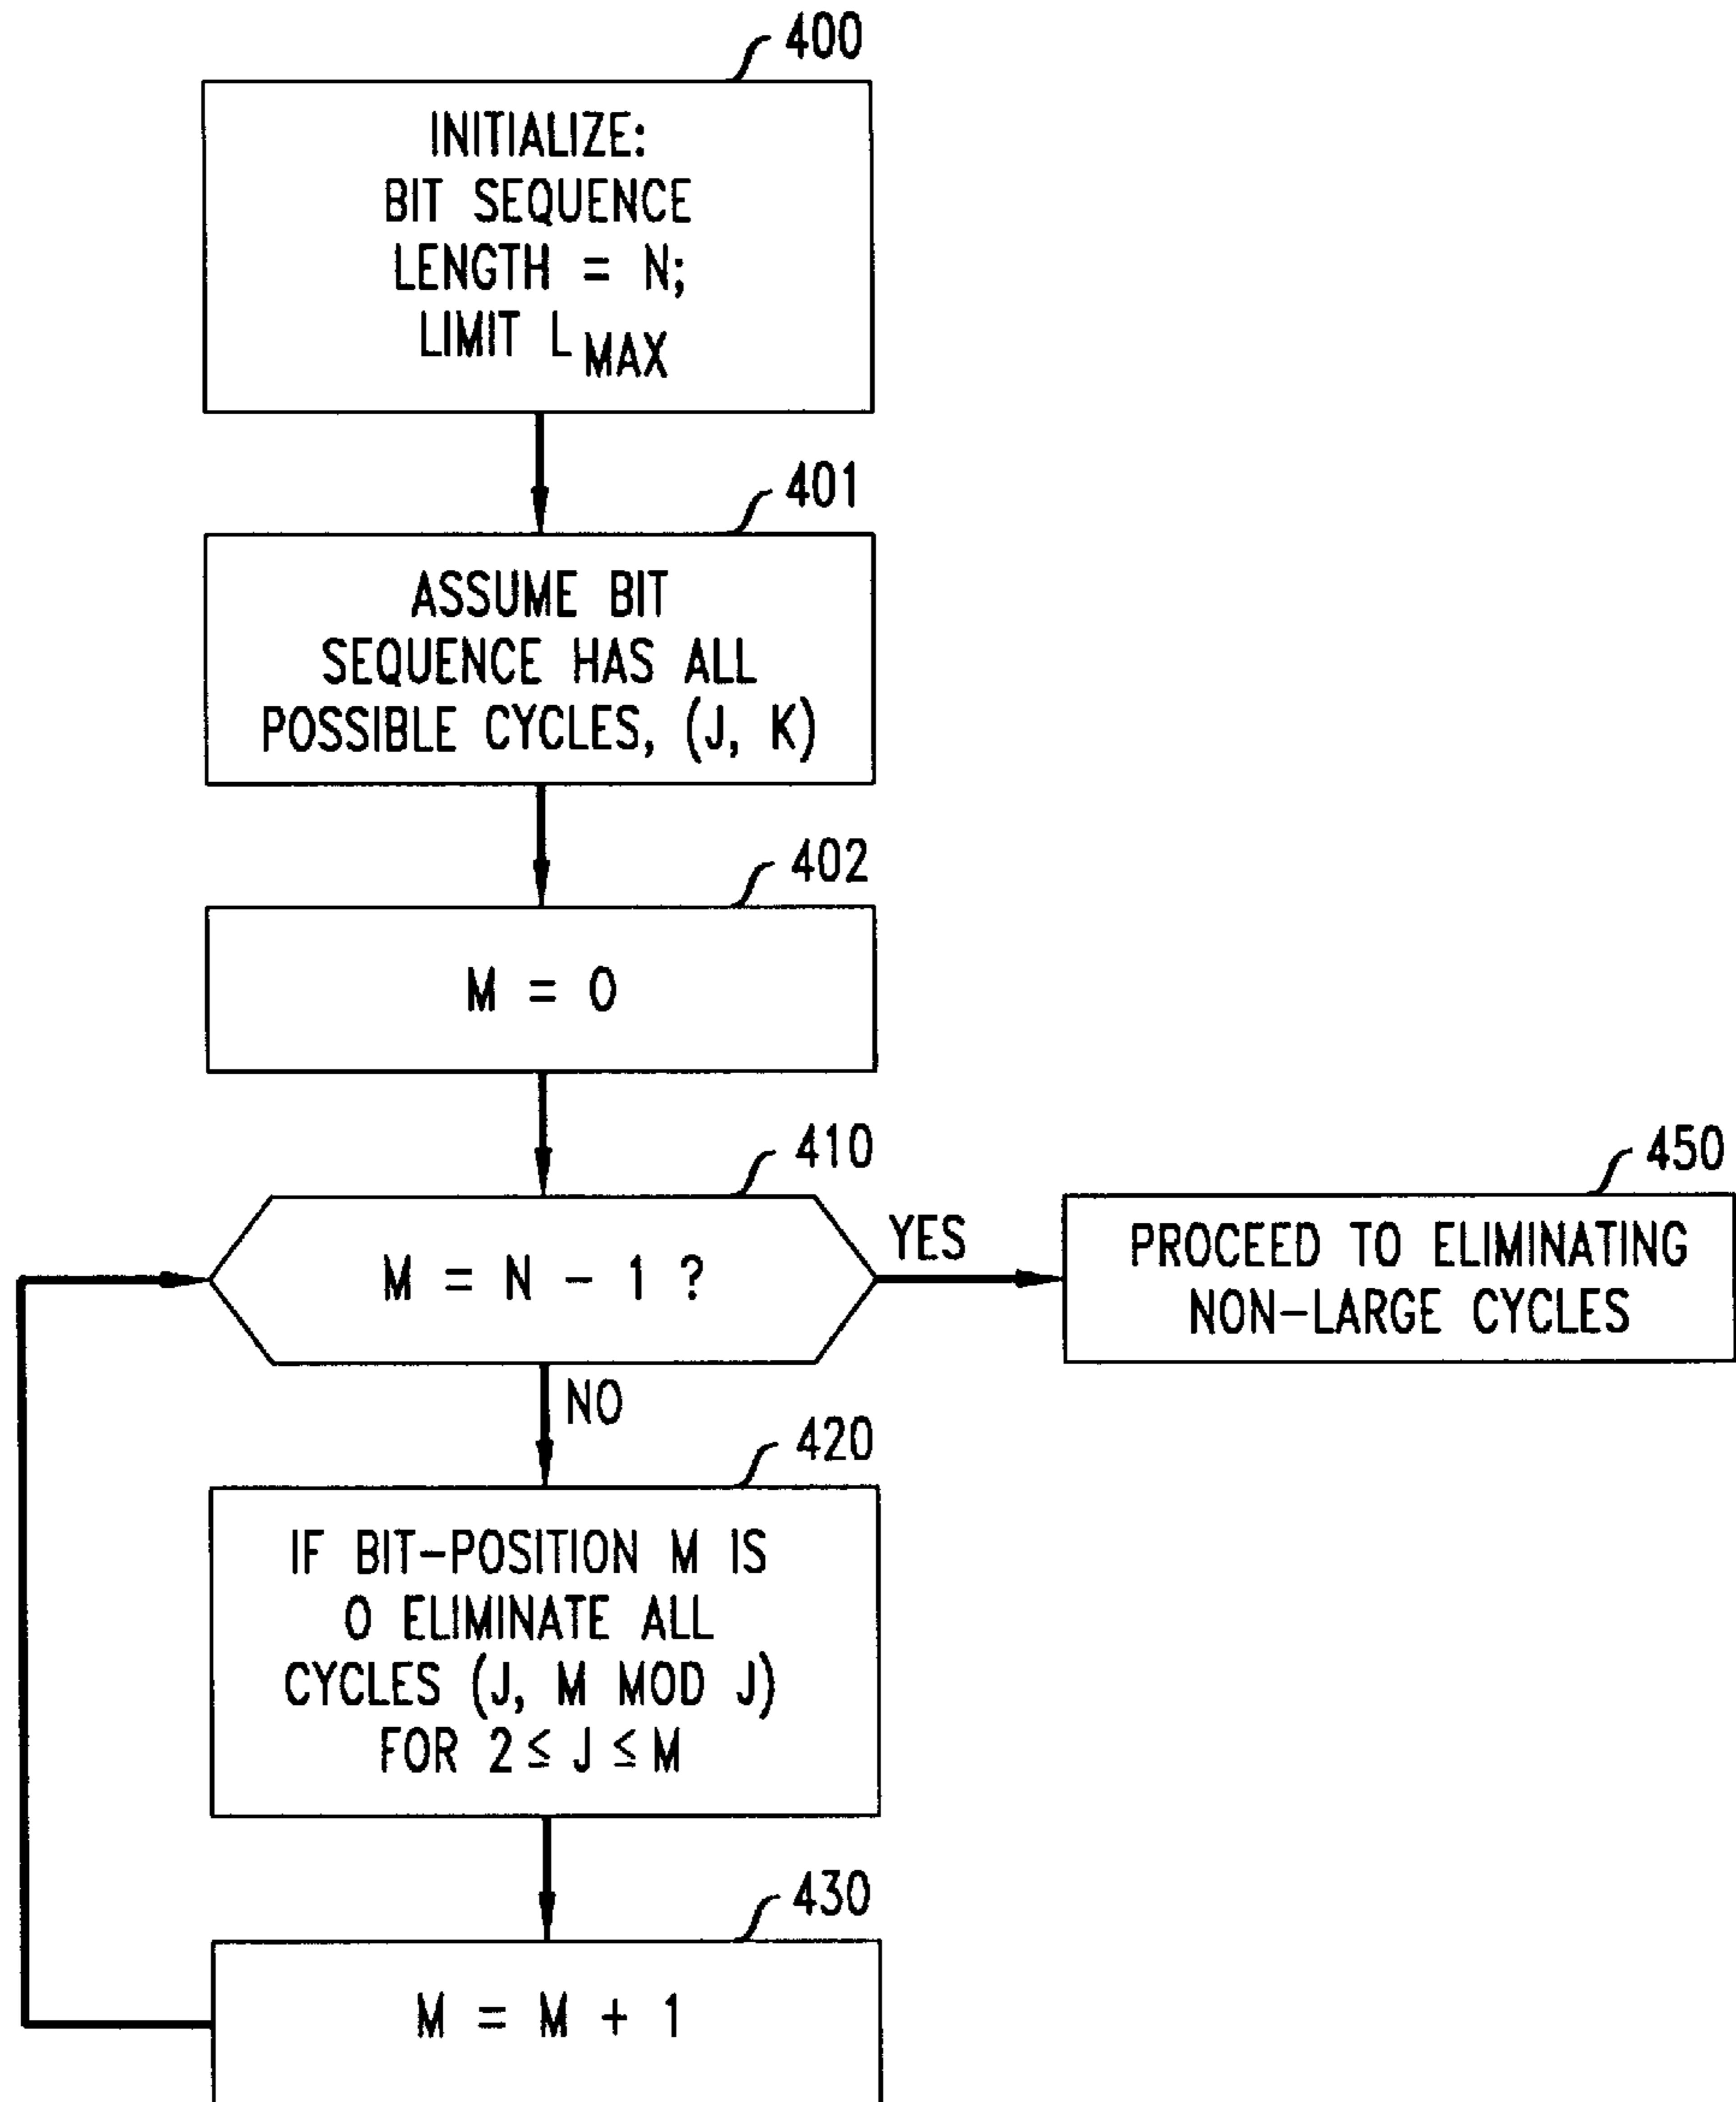 400
INITIALIZE:
BIT SEQUENCE
LENGTH = N;
LIMIT L MAX
401
ASSUME BIT
SEQUENCE HAS ALL
POSSIBLE CYCLES, (J, K)
402
M = 0
410
M = N - 1 ?
YES
450
PROCEED TO ELIMINATING
NON-LARGE CYCLES
NO
420
IF BIT-POSITION M IS
0 ELIMINATE ALL
CYCLES (J, M MOD J)
FOR 2 ≤ J ≤ M
430
M = M + 1